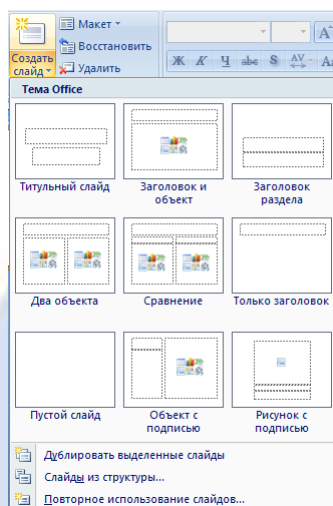 Макет
Восстановить
Создать слайд
Удалить
Ж К Ч abc S AV Aa
A
Тема Office
Титульный слайд
Заголовок и объект
Заголовок раздела
Два объекта
Сравнение
Только заголовок
Пустой слайд
Объект с подписью
Рисунок с подписью
Дублировать выделенные слайды
Слайды из структуры...
Повторное использование слайдов...